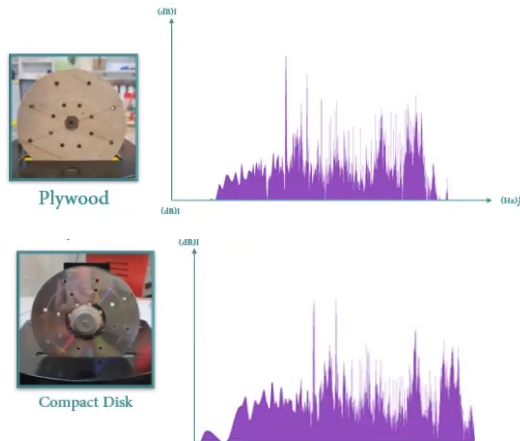 (dB)I
Plywood
(dB)I
(Hz)f
(dB)I
Compact Disk